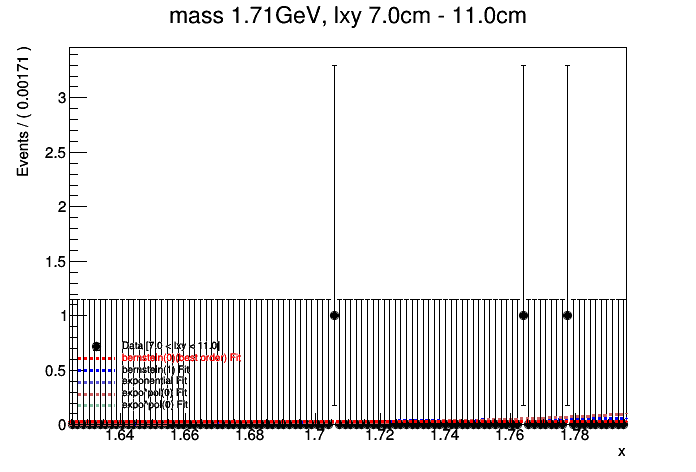 mass 1.71GeV, lxy 7.0cm - 11.0cm
Events / ( 0.00171 )
3
2.5
2
1.5
1
0.5
0
Data [7.0 < lxy < 11.0]
bernstein(0)(best order) Fit
bernstein(1) Fit
exponential Fit
expo*pol(0) Fit
expo*pol(0) Fit
1.64 1.66 1.68 1.7 1.72 1.74 1.76 1.78
x